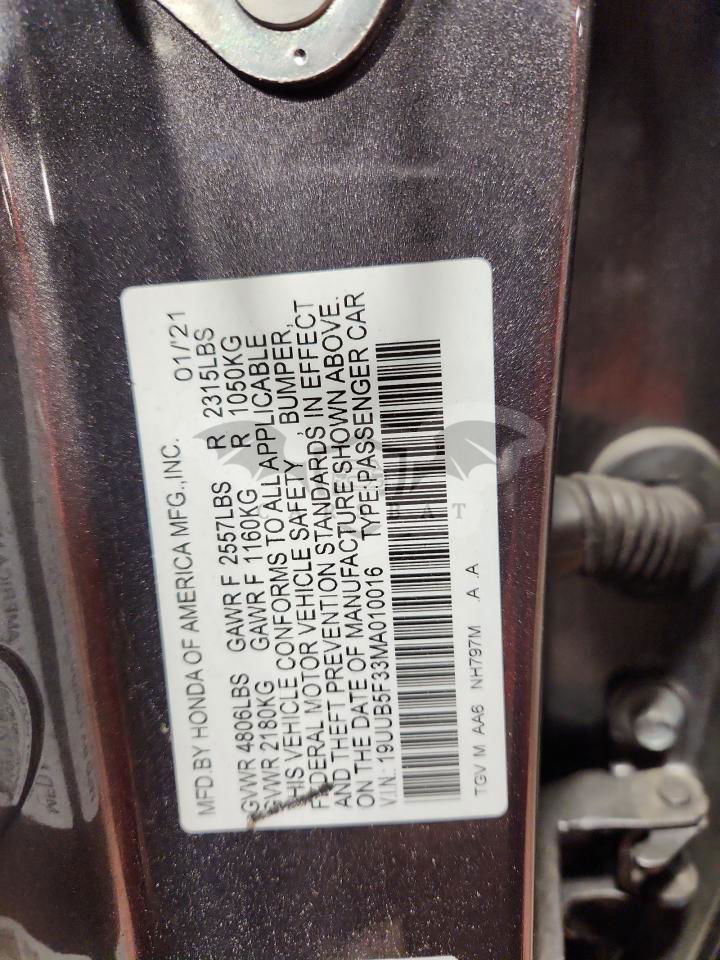 MFD.BY HONDA OF AMERICA MFG.,INC. 01/'21
GVWR 4806LBS GAWR F 2557LBS R 2315LBS
GVWR 2180KG GAWR F 1160KG R 1050KG
THIS VEHICLE CONFORMS TO ALL APPLICABLE
FEDERAL MOTOR VEHICLE SAFETY , BUMPER,
AND THEFT PREVENTION STANDARDS IN EFFECT
ON THE DATE OF MANUFACTURE SHOWN ABOVE.
V.I.N.: 19UUB5F33MA010016 TYPE:PASSENGER CAR
TGV M AA6 NH797M A .A